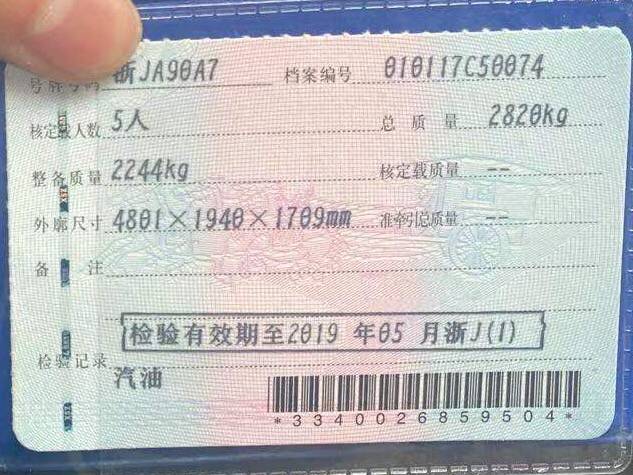 号牌号码 浙JA90A7 档案编号 010117C50074
核定载人数 5人 总质量 2820kg
整备质量 2244kg 核定载质量 --
外廓尺寸 4801×1940×1709mm 准牵引总质量 --
备注
检验有效期至2019 年05 月浙J(1)
检验记录
汽油
*3340026859504*